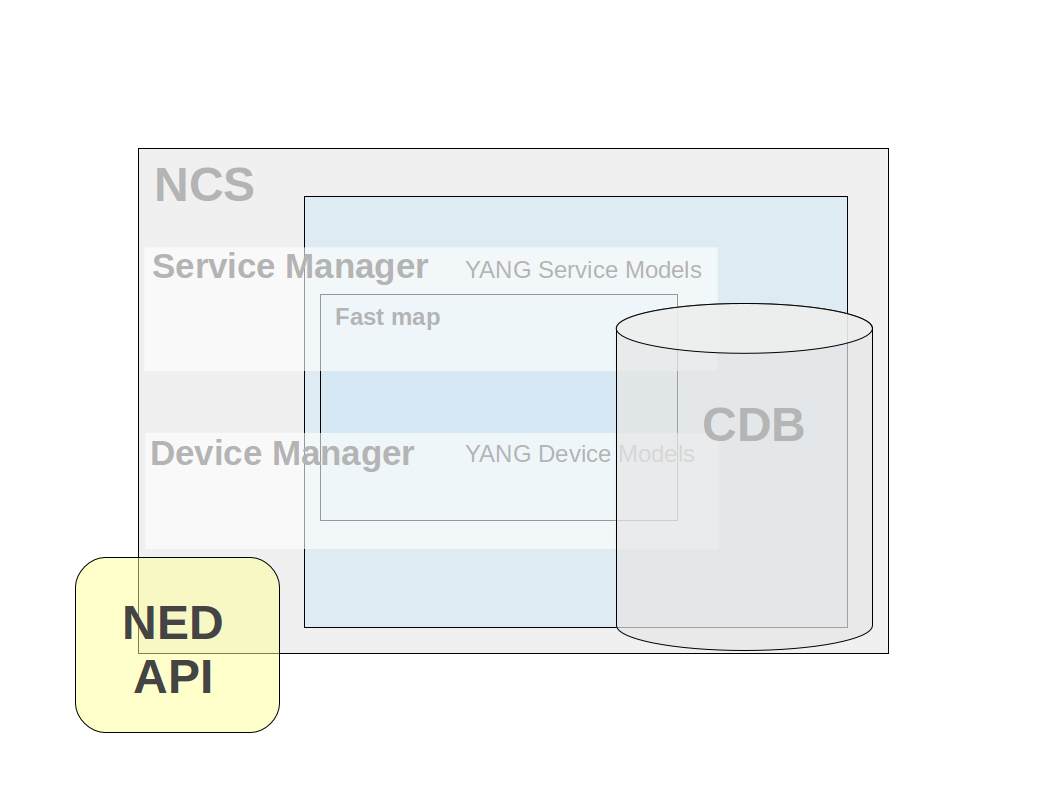 NCS
Service Manager YANG Service Models
Fast map
CDB
Device Manager YANG Device Models
NED
API